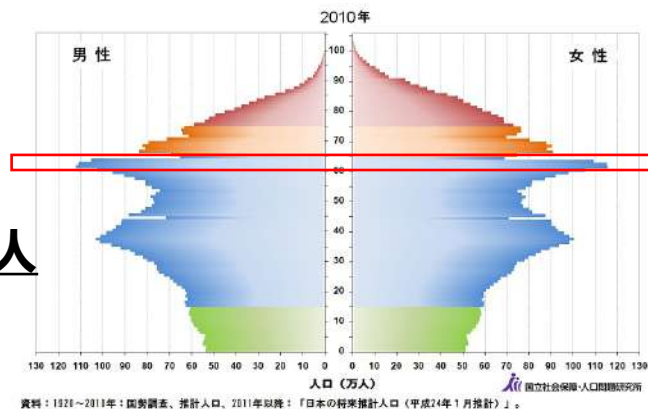 2010年
男性
女性
100
90
80
70
60
50
40
30
20
10
0
人
130 120 110 100 90 80 70 60 50 40 30 20 10 0
0 10 20 30 40 50 60 70 80 90 100 110 120 130
人口（万人）
国立社会保障・人口問題研究所
資料：1920～2010年：国勢調査、推計人口、2011年以降：「日本の将来推計人口（平成24年1月推計）」。